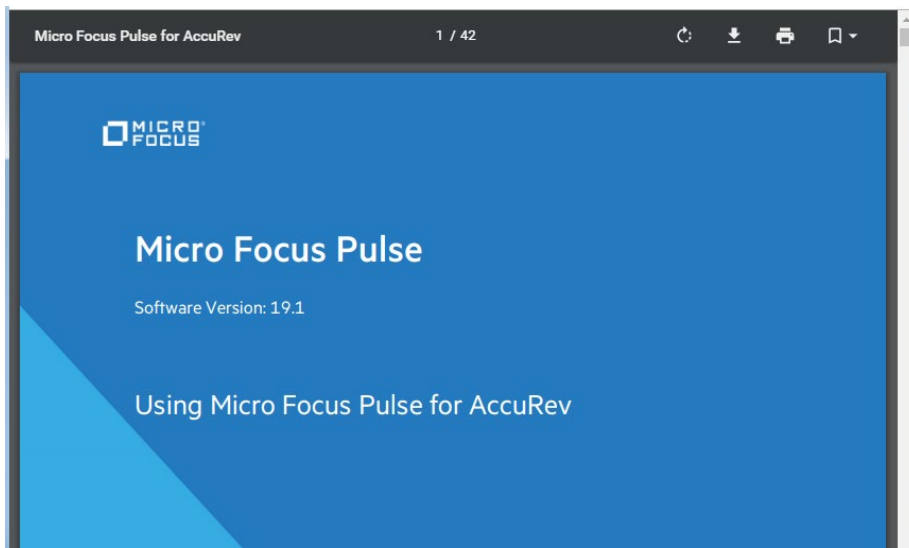 Micro Focus Pulse for AccuRev 1 / 42
MICRO
FOCUS
Micro Focus Pulse
Software Version: 19.1
Using Micro Focus Pulse for AccuRev